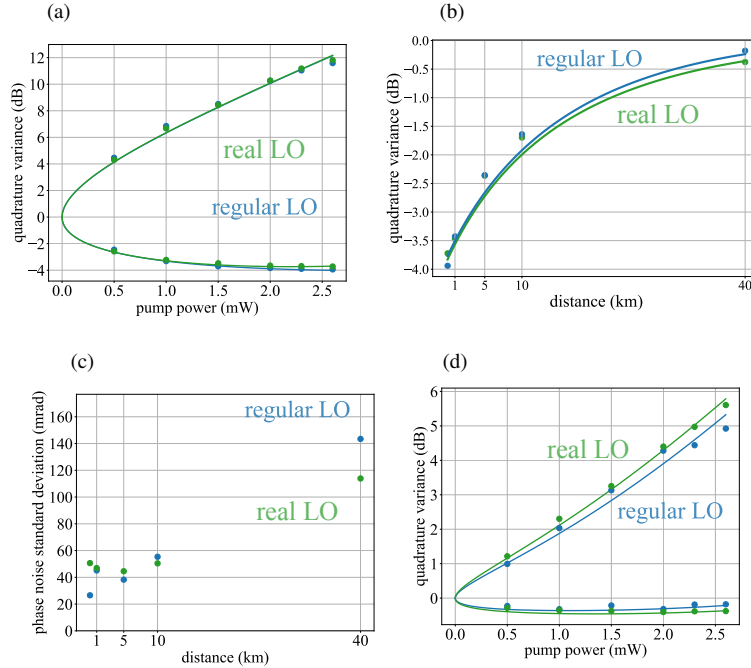 (a)
12
10
8
6
4
2
0
−2
−4
quadrature variance (dB)
real LO
regular LO
0.0 0.5 1.0 1.5 2.0 2.5
pump power (mW)
(b)
0.0
−0.5
−1.0
−1.5
−2.0
−2.5
−3.0
−3.5
−4.0
quadrature variance (dB)
regular LO
real LO
1 5 10 40
distance (km)
(c)
160
140
120
100
80
60
40
20
0
phase noise standard deviation (mrad)
regular LO
real LO
1 5 10 40
distance (km)
(d)
6
5
4
3
2
1
0
quadrature variance (dB)
real LO
regular LO
0.0 0.5 1.0 1.5 2.0 2.5
pump power (mW)